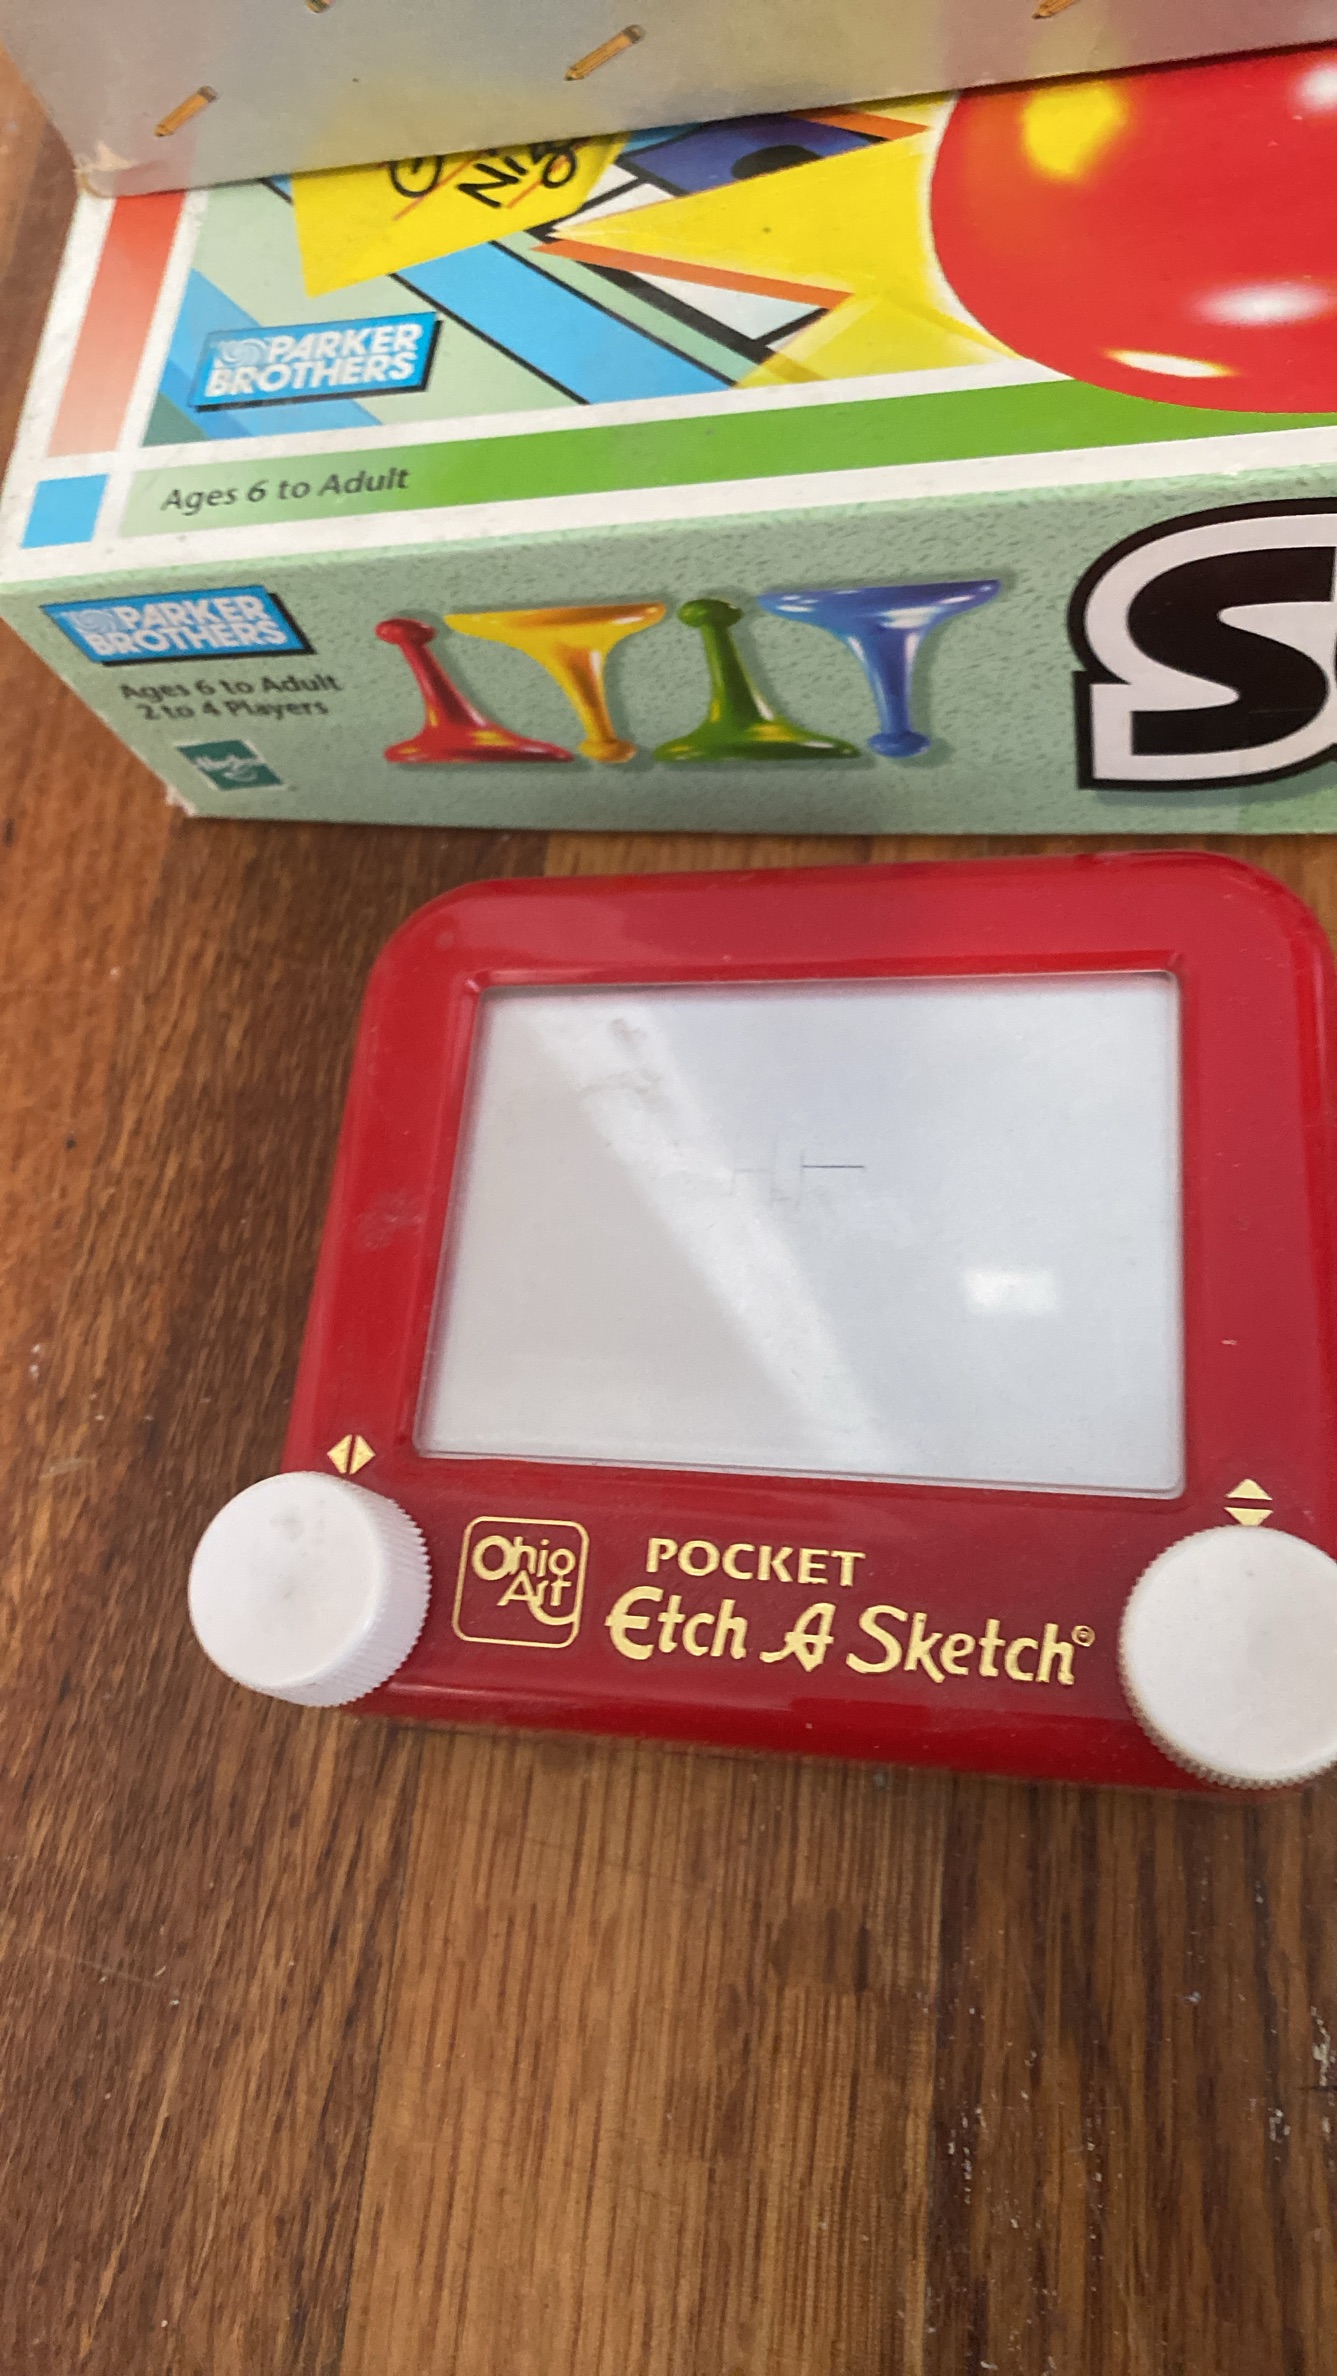 PARKER
BROTHERS
Ages 6 to Adult
PARKER
BROTHERS
Ages 6 to Adult
2 to 4 Players
Hasbro
Ohio
Art
POCKET
Etch A Sketch®